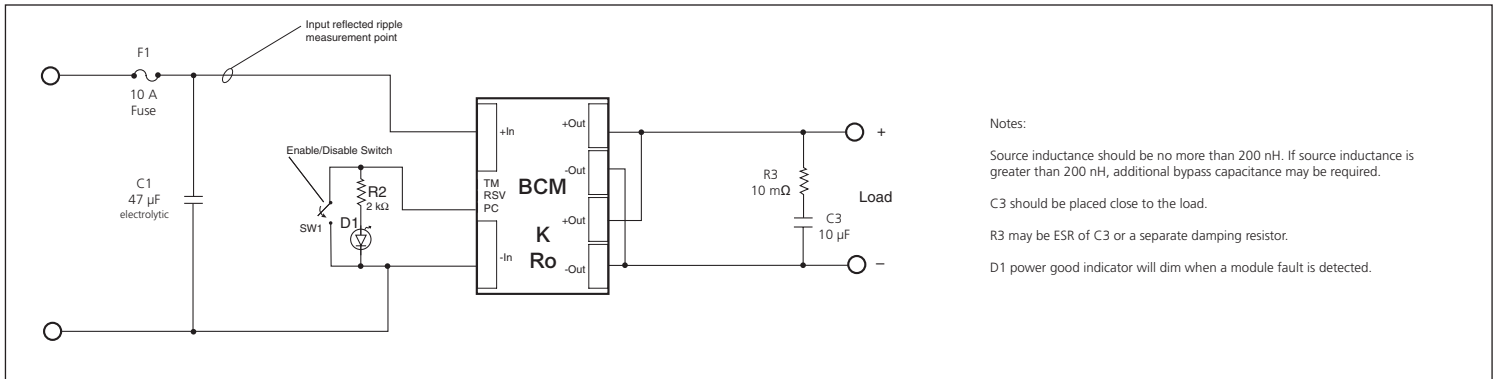 Input reflected ripple
measurement point
F1
10 A
Fuse
C1
47 µF
electrolytic
Enable/Disable Switch
SW1
R2
2 kΩ
D1
+In
TM
RSV
PC
-In
BCM
K
Ro
+Out
-Out
+Out
-Out
R3
10 mΩ
C3
10 µF
+
Load
–
Notes:
Source inductance should be no more than 200 nH. If source inductance is
greater than 200 nH, additional bypass capacitance may be required.
C3 should be placed close to the load.
R3 may be ESR of C3 or a separate damping resistor.
D1 power good indicator will dim when a module fault is detected.